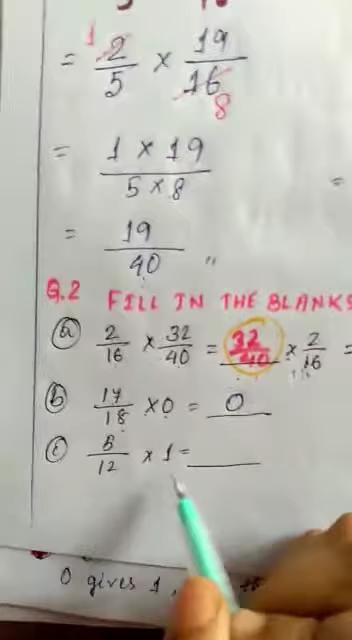 = 1 2/5 × 19/16 8
= 1 × 19 / 5 × 8
= 19/40 "
Q.2 FILL IN THE BLANKS
(a) 2/16 × 32/40 = 32/40 × 2/16 =
(b) 17/18 × 0 = 0
(c) 8/12 × 1 = ____
0 gives 1,